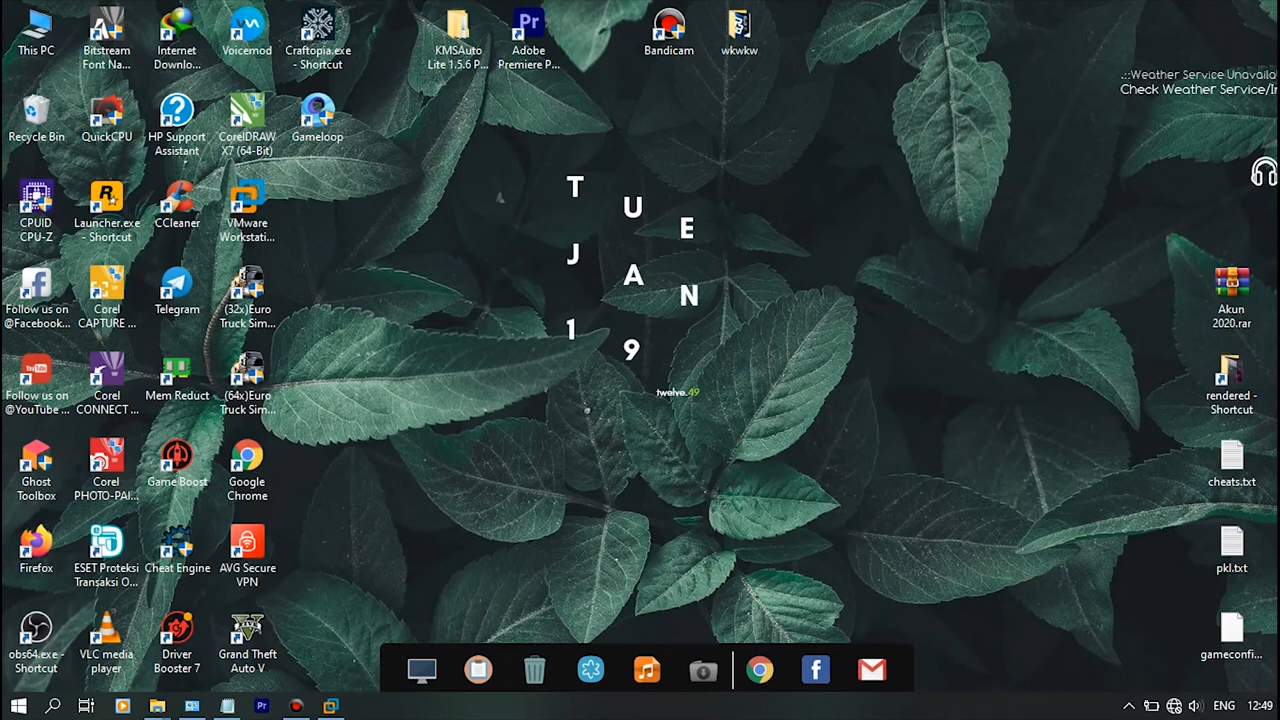 This PC
Bitstream
Font Na...
Internet
Downlo...
Voicemod
Craftopia.exe
- Shortcut
KMSAuto
Lite 1.5.6 P...
Pr
Adobe
Premiere P...
Bandicam
wkwkw
.::Weather Service Unavaila
Check Weather Service/In
Recycle Bin
QuickCPU
HP Support
Assistant
CorelDRAW
X7 (64-Bit)
Gameloop
T
U
E
J
A
N
1
9
twelve.49
CPUID
CPU-Z
Launcher.exe
- Shortcut
CCleaner
VMware
Workstati...
Follow us on
@Facebook...
Corel
CAPTURE ...
Telegram
(32x)Euro
Truck Sim...
Akun
2020.rar
Follow us on
@YouTube ...
Corel
CONNECT ...
Mem Reduct
(64x)Euro
Truck Sim...
rendered -
Shortcut
Ghost
Toolbox
Corel
PHOTO-PAI...
Game Boost
Google
Chrome
cheats.txt
Firefox
ESET Proteksi
Transaksi O...
Cheat Engine
AVG Secure
VPN
pkl.txt
obs64.exe -
Shortcut
VLC media
player
Driver
Booster 7
Grand Theft
Auto V
gameconfi...
Pr
ENG
12:49